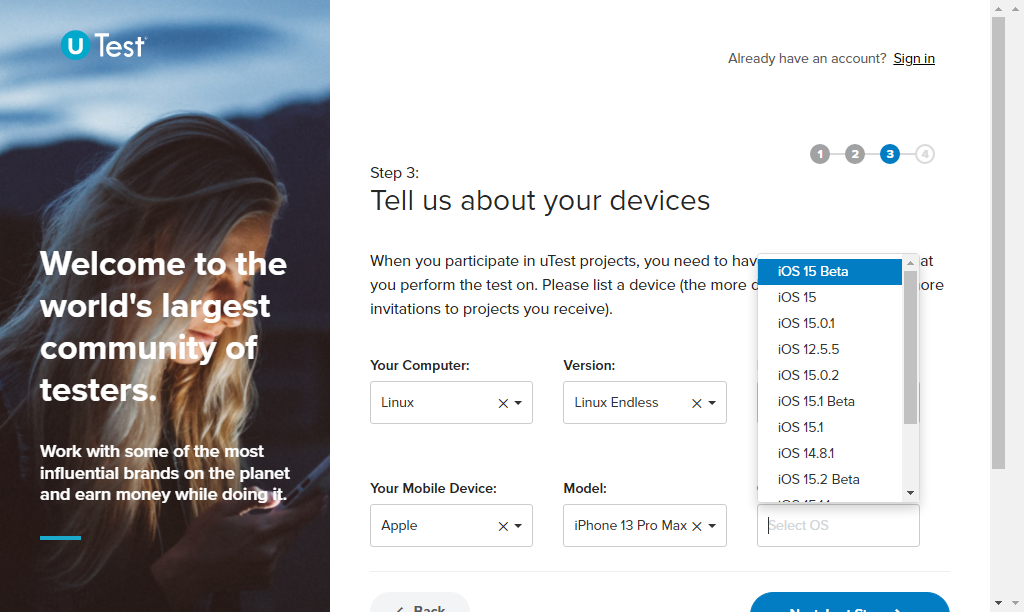 U Test
Already have an account? Sign in
1 2 3 4
Step 3:
Tell us about your devices
Welcome to the
world's largest
community of
testers.
Work with some of the most
influential brands on the planet
and earn money while doing it.
When you participate in uTest projects, you need to hav at
you perform the test on. Please list a device (the more ore
invitations to projects you receive).
Your Computer:
Version:
Linux
Linux Endless
Your Mobile Device:
Model:
Apple
iPhone 13 Pro Max
iOS 15 Beta
iOS 15
iOS 15.0.1
iOS 12.5.5
iOS 15.0.2
iOS 15.1 Beta
iOS 15.1
iOS 14.8.1
iOS 15.2 Beta
Select OS
Back